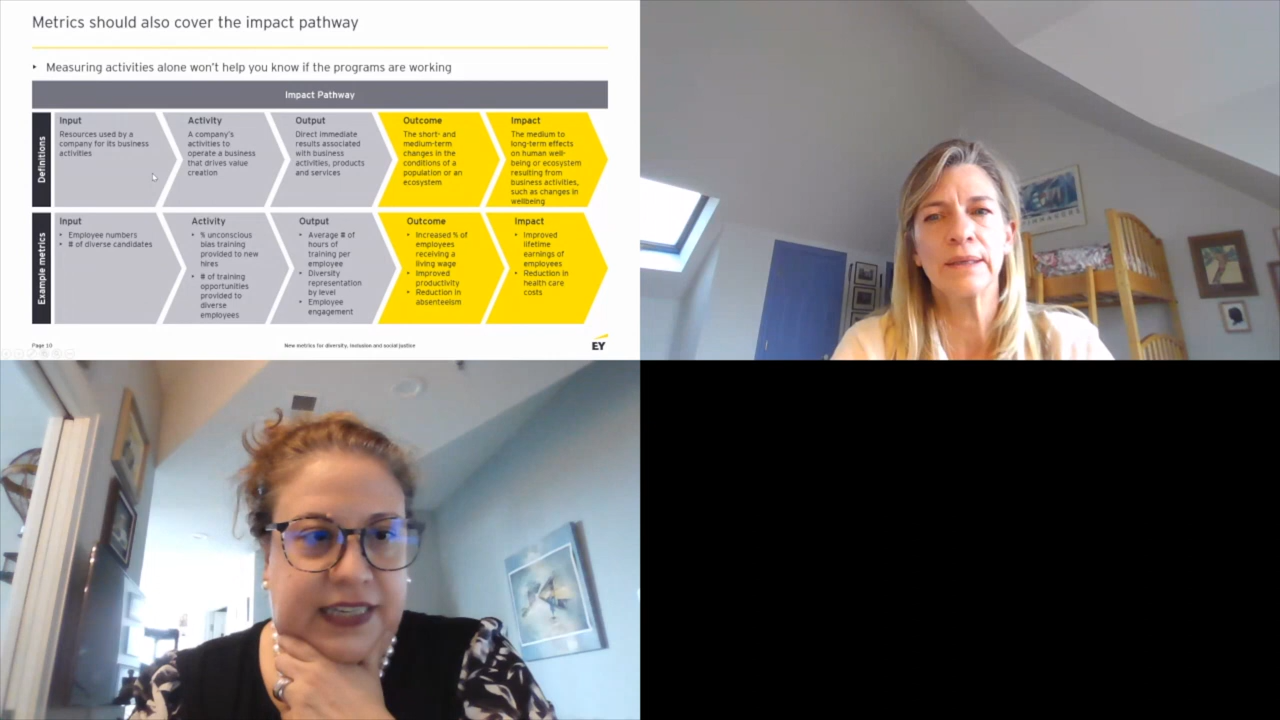 Metrics should also cover the impact pathway
‣ Measuring activities alone won't help you know if the programs are working
Impact Pathway
Definitions
Input
Resources used by a
company for its business
activities
Activity
A company's
activities to
operate a business
that drives value
creation
Output
Direct immediate
results associated
with business
activities, products
and services
Outcome
The short- and
medium-term
changes in the
conditions of a
population or an
ecosystem
Impact
The medium to
long-term effects
on human well-
being or ecosystem
resulting from
business activities,
such as changes in
wellbeing
Example metrics
Input
• Employee numbers
• # of diverse candidates
Activity
• % unconscious
bias training
provided to new
hires
• # of training
opportunities
provided to
diverse
employees
Output
• Average # of
hours of
training per
employee
• Diversity
representation
by level
• Employee
engagement
Outcome
• Increased % of
employees
receiving a
living wage
• Improved
productivity
• Reduction in
absenteeism
Impact
• Improved
lifetime
earnings of
employees
• Reduction in
health care
costs
Page 10
New metrics for diversity, inclusion and social justice
EY